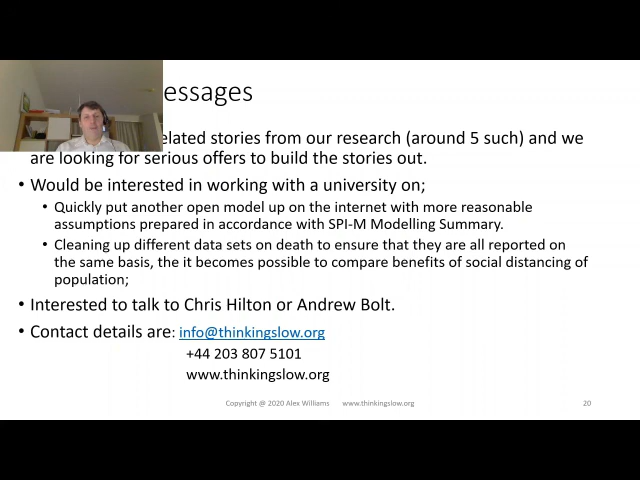 essages
elated stories from our research (around 5 such) and we
are looking for serious offers to build the stories out.
• Would be interested in working with a university on;
• Quickly put another open model up on the internet with more reasonable
assumptions prepared in accordance with SPI-M Modelling Summary.
• Cleaning up different data sets on death to ensure that they are all reported on
the same basis, the it becomes possible to compare benefits of social distancing of
population;
• Interested to talk to Chris Hilton or Andrew Bolt.
• Contact details are: info@thinkingslow.org
+44 203 807 5101
www.thinkingslow.org
Copyright @ 2020 Alex Williams www.thinkingslow.org 20